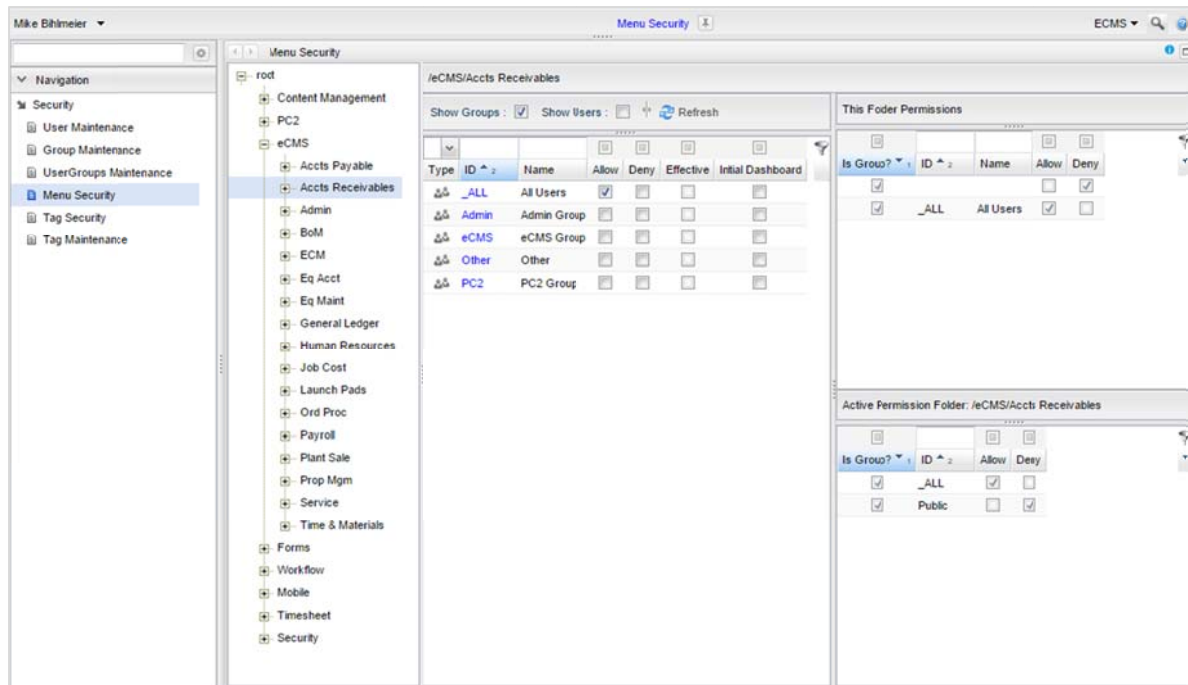 Mike Bihlmeier
Menu Security
ECMS
Navigation
Security
User Maintenance
Group Maintenance
UserGroups Maintenance
Menu Security
Tag Security
Tag Maintenance
Menu Security
root
Content Management
PC2
eCMS
Accts Payable
Accts Receivables
Admin
BoM
ECM
Eq Acct
Eq Maint
General Ledger
Human Resources
Job Cost
Launch Pads
Ord Proc
Payroll
Plant Sale
Prop Mgm
Service
Time & Materials
Forms
Workflow
Mobile
Timesheet
Security
/eCMS/Accts Receivables
Show Groups : Show Users : Refresh
Type ID 2 Name Allow Deny Effective Initial Dashboard
_ALL All Users
Admin Admin Group
eCMS eCMS Group
Other Other
PC2 PC2 Group
This Foder Permissions
Is Group? 1 ID 2 Name Allow Deny
_ALL All Users
Active Permission Folder: /eCMS/Accts Receivables
Is Group? 1 ID 2 Allow Deny
_ALL
Public